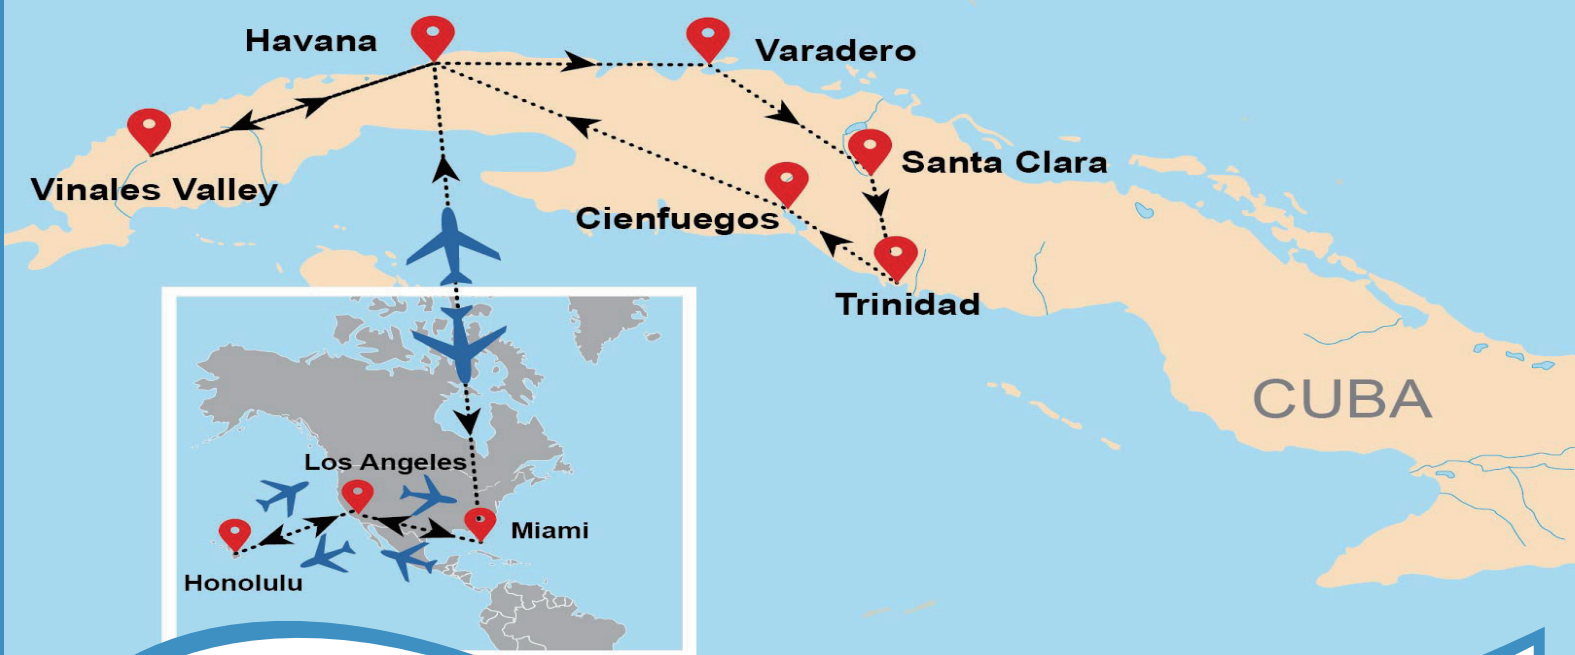 Havana
Varadero
Santa Clara
Vinales Valley
Cienfuegos
Trinidad
CUBA
Los Angeles
Miami
Honolulu